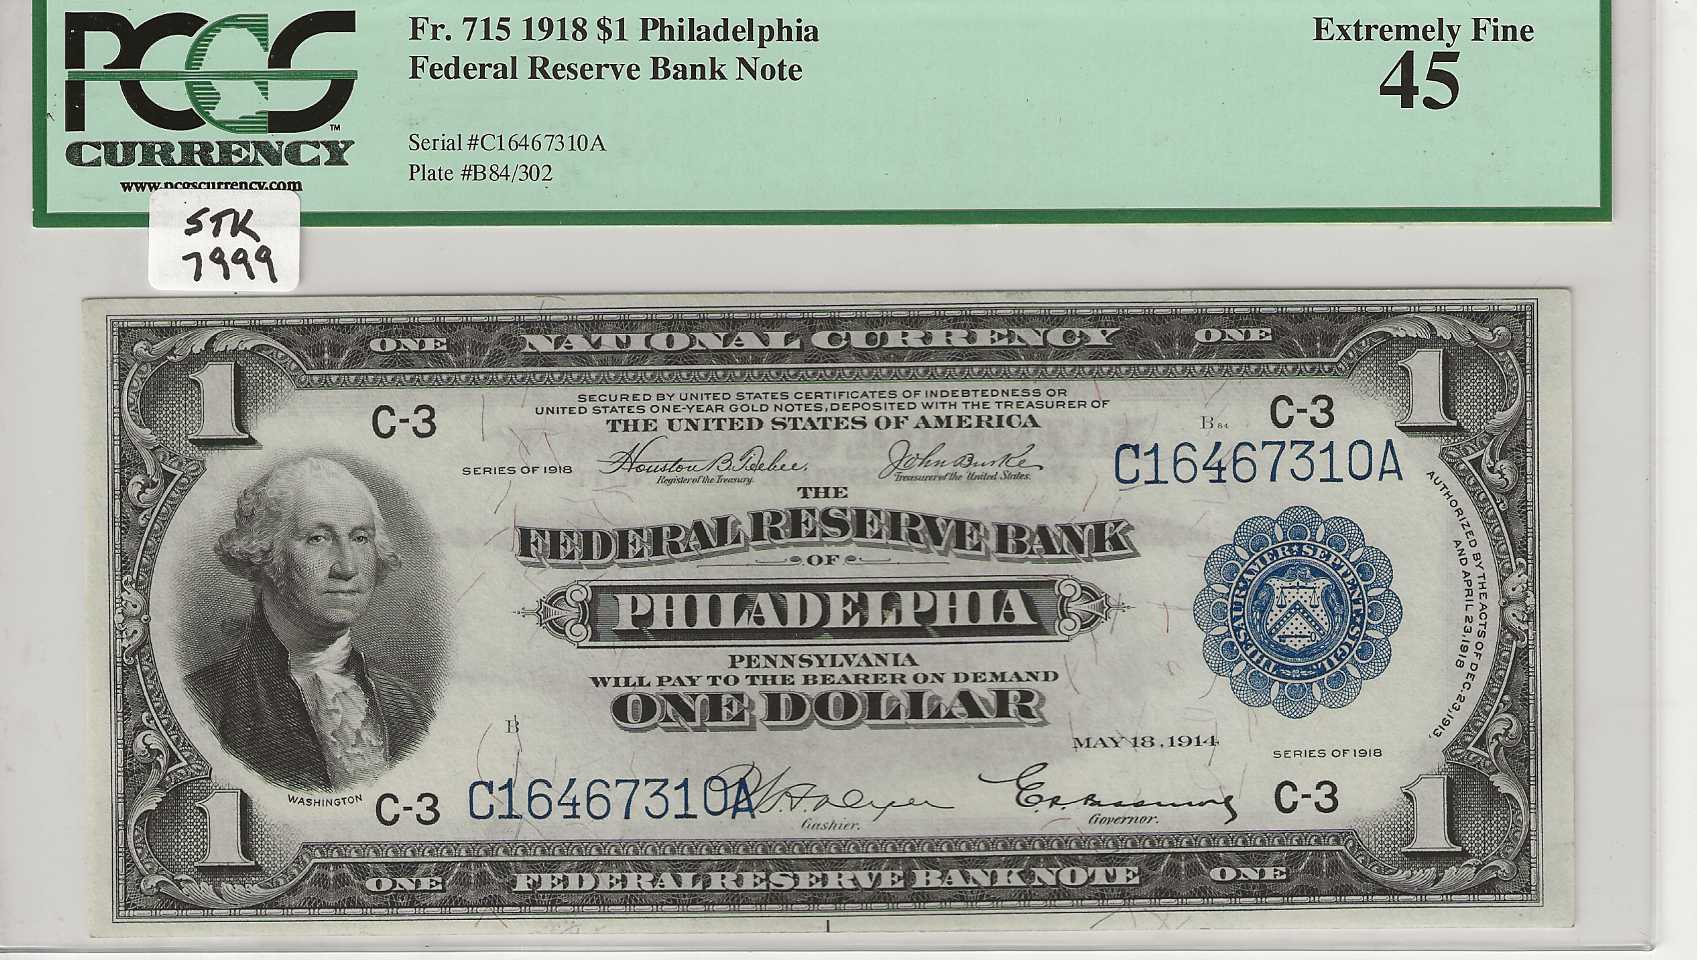 PCGS
CURRENCY
www.pcgscurrency.com
Fr. 715 1918 $1 Philadelphia
Federal Reserve Bank Note
Serial #C16467310A
Plate #B84/302
Extremely Fine
45
STK
7999
ONE NATIONAL CURRENCY ONE
1 1
SECURED BY UNITED STATES CERTIFICATES OF INDEBTEDNESS OR
UNITED STATES ONE-YEAR GOLD NOTES, DEPOSITED WITH THE TREASURER OF
C-3 THE UNITED STATES OF AMERICA B84 C-3
SERIES OF 1918 Houston B. Teehee. John Burke C16467310A
Register of the Treasury. Treasurer of the United States.
THE
FEDERAL RESERVE BANK
OF
PHILADELPHIA
PENNSYLVANIA
WILL PAY TO THE BEARER ON DEMAND
ONE DOLLAR
THESAUR. AMER. SEPTENT. SIGIL.
AUTHORIZED BY THE ACTS OF DEC. 23, 1913,
AND APRIL 23, 1918
B
MAY 18, 1914
SERIES OF 1918
WASHINGTON C-3 C16467310A C-3
Cashier. Governor.
1 1
ONE FEDERAL RESERVE BANK NOTE ONE